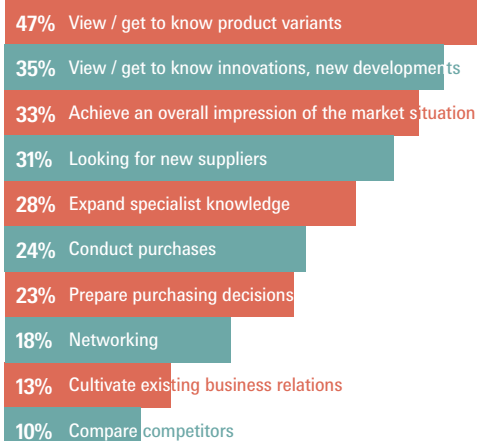 47% View / get to know product variants
35% View / get to know innovations, new developments
33% Achieve an overall impression of the market situation
31% Looking for new suppliers
28% Expand specialist knowledge
24% Conduct purchases
23% Prepare purchasing decisions
18% Networking
13% Cultivate existing business relations
10% Compare competitors